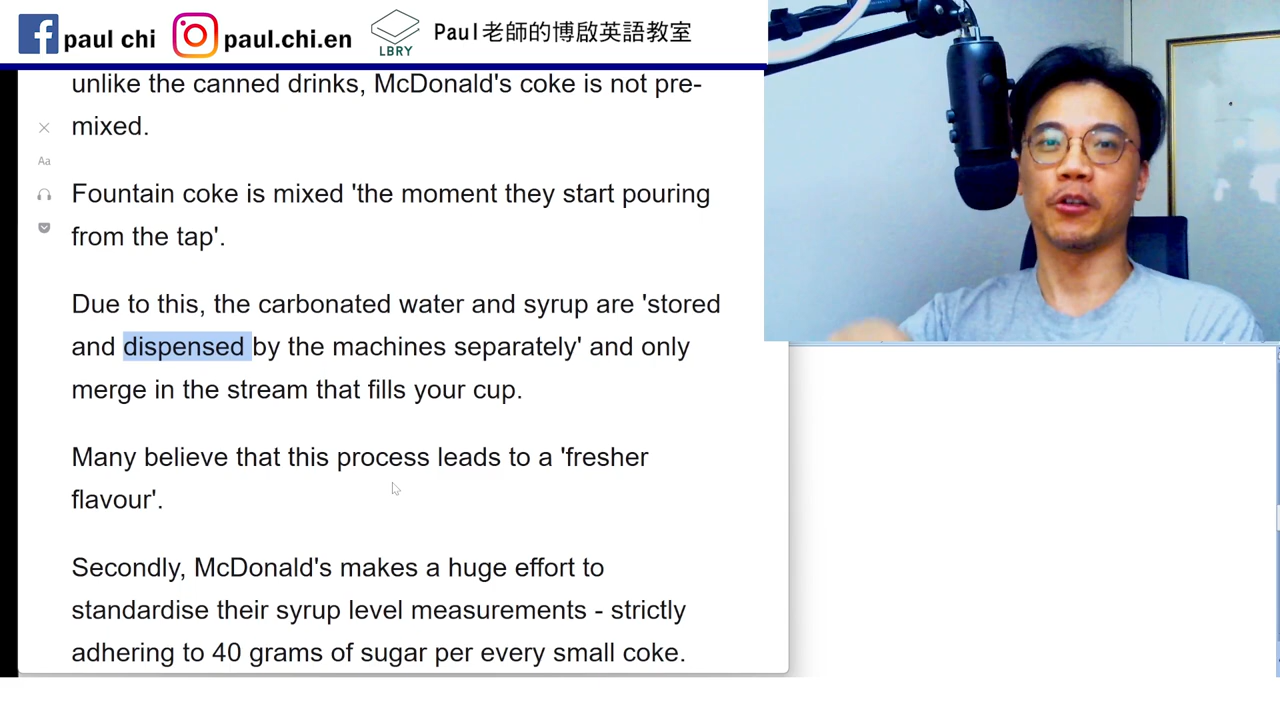 paul chi
paul.chi.en
LBRY
Paul老師的博啟英語教室
unlike the canned drinks, McDonald's coke is not pre-
mixed.
Aa
Fountain coke is mixed 'the moment they start pouring
from the tap'.
Due to this, the carbonated water and syrup are 'stored
and dispensed by the machines separately' and only
merge in the stream that fills your cup.
Many believe that this process leads to a 'fresher
flavour'.
Secondly, McDonald's makes a huge effort to
standardise their syrup level measurements - strictly
adhering to 40 grams of sugar per every small coke.